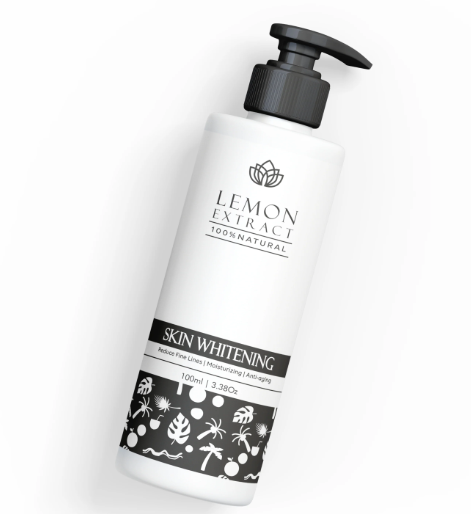 LEMON
EXTRACT
100%NATURAL
SKIN WHITENING
Reduce Fine Lines | Moisturizing | Anti-aging
100ml | 3.38Oz